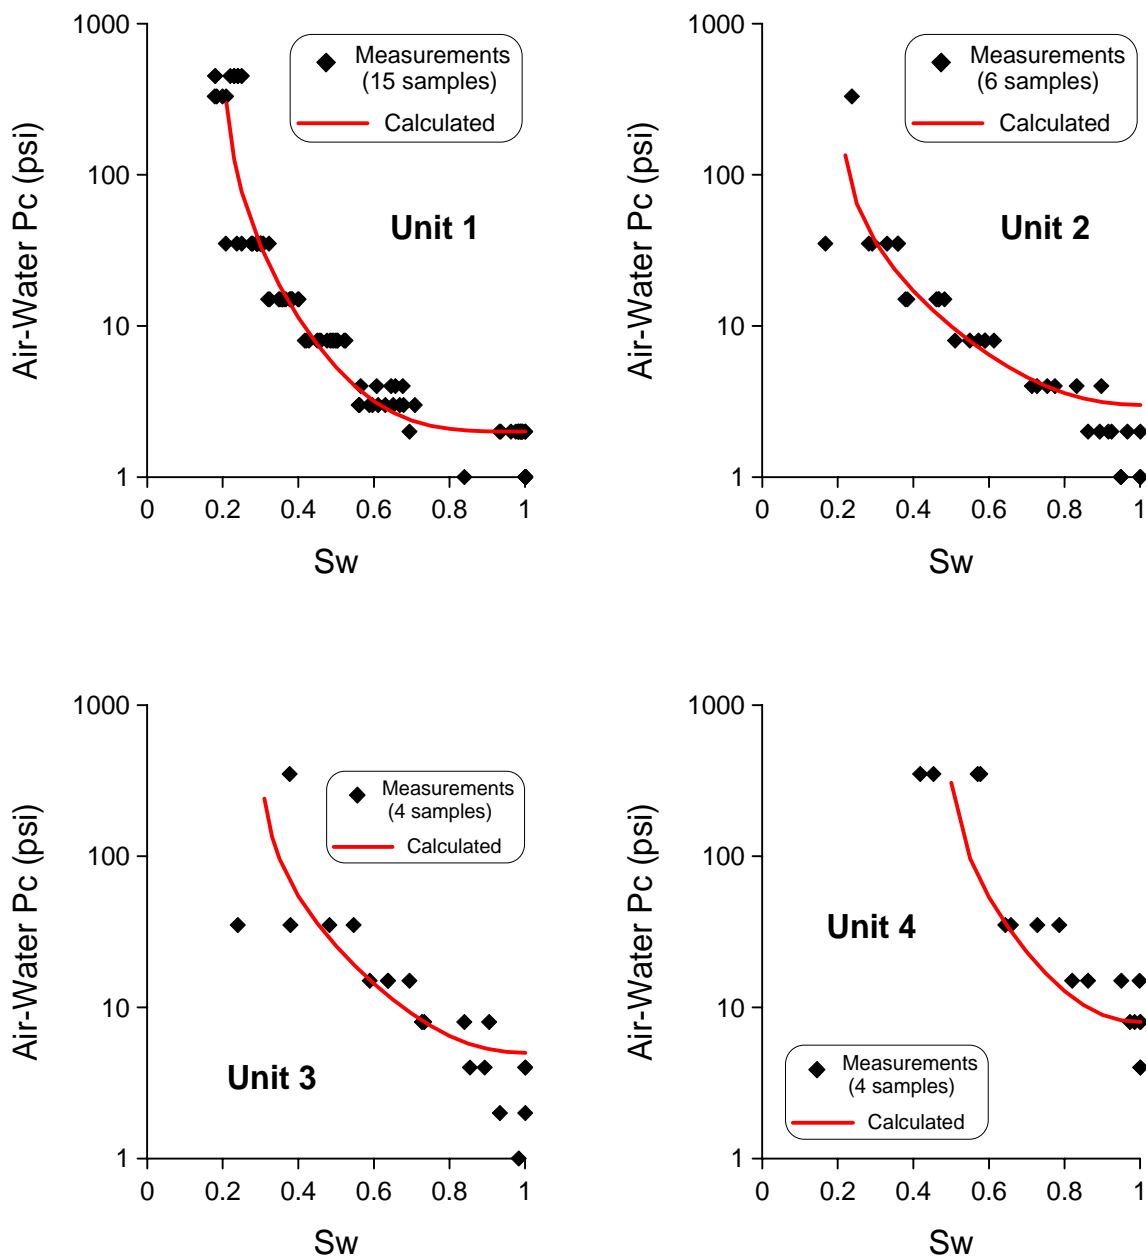 1000
100
10
1
Air-Water Pc (psi)
Measurements
(15 samples)
Calculated
Unit 1
0 0.2 0.4 0.6 0.8 1
Sw
1000
100
10
1
Air-Water Pc (psi)
Measurements
(6 samples)
Calculated
Unit 2
0 0.2 0.4 0.6 0.8 1
Sw
1000
100
10
1
Air-Water Pc (psi)
Measurements
(4 samples)
Calculated
Unit 3
0 0.2 0.4 0.6 0.8 1
Sw
1000
100
10
1
Air-Water Pc (psi)
Unit 4
Measurements
(4 samples)
Calculated
0 0.2 0.4 0.6 0.8 1
Sw